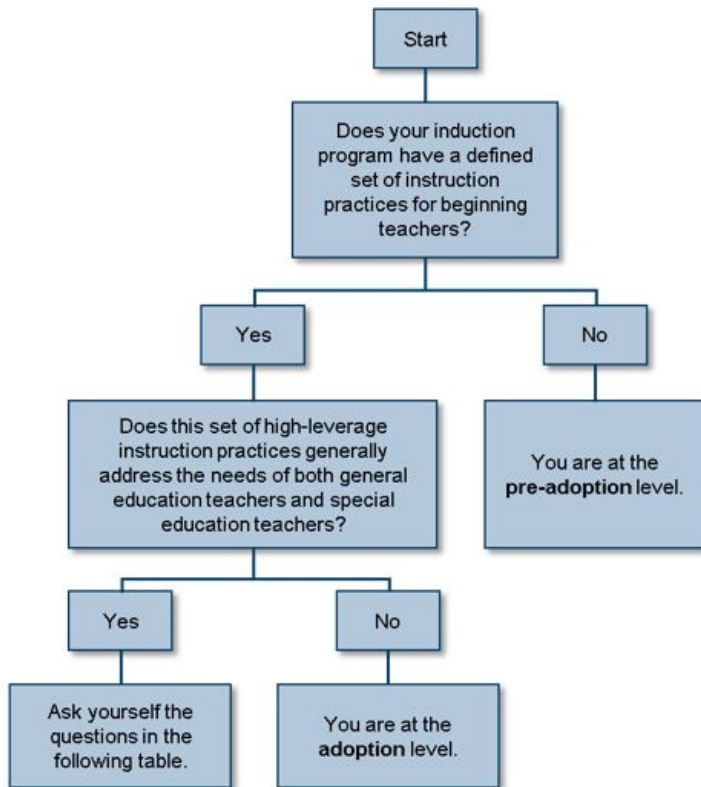 Start
Does your induction
program have a defined
set of instruction
practices for beginning
teachers?
Yes
No
Does this set of high-leverage
instruction practices generally
address the needs of both general
education teachers and special
education teachers?
You are at the
pre-adoption level.
Yes
No
Ask yourself the
questions in the
following table.
You are at the
adoption level.